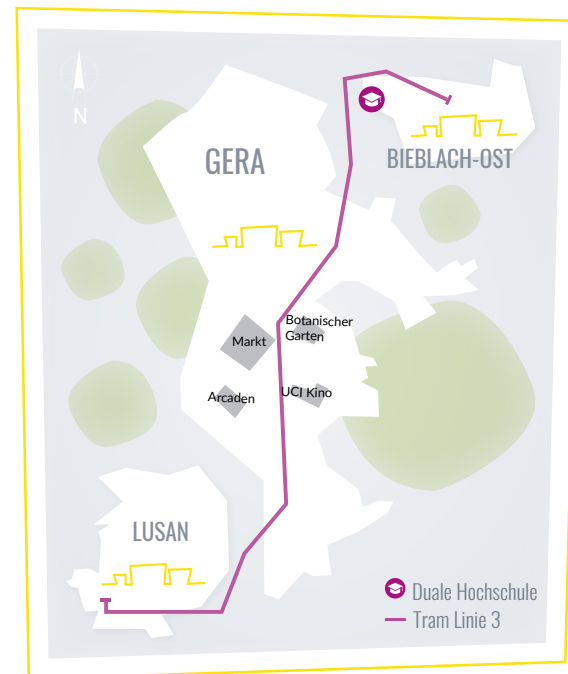 N
GERA
BIEBLACH-OST
Botanischer
Garten
Markt
UCI Kino
Arcaden
LUSAN
Duale Hochschule
Tram Linie 3